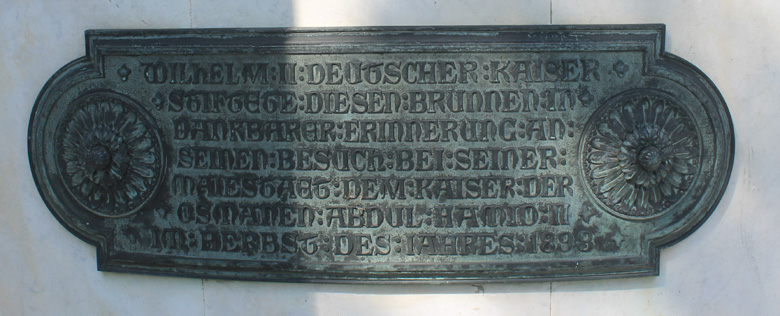 WILHELM:II:DEUTSCHER:KAISER
STIFTETE:DIESEN:BRUNNEN:IN
DANKBARER:ERINNERUNG:AN:
SEINEN:BESUCH:BEI:SEINER:
MAIESTAET:DEM:KAISER:DER
OSMANEN:ABDUL:HAMID:II
IM:HERBST:DES:IAHRES:1898